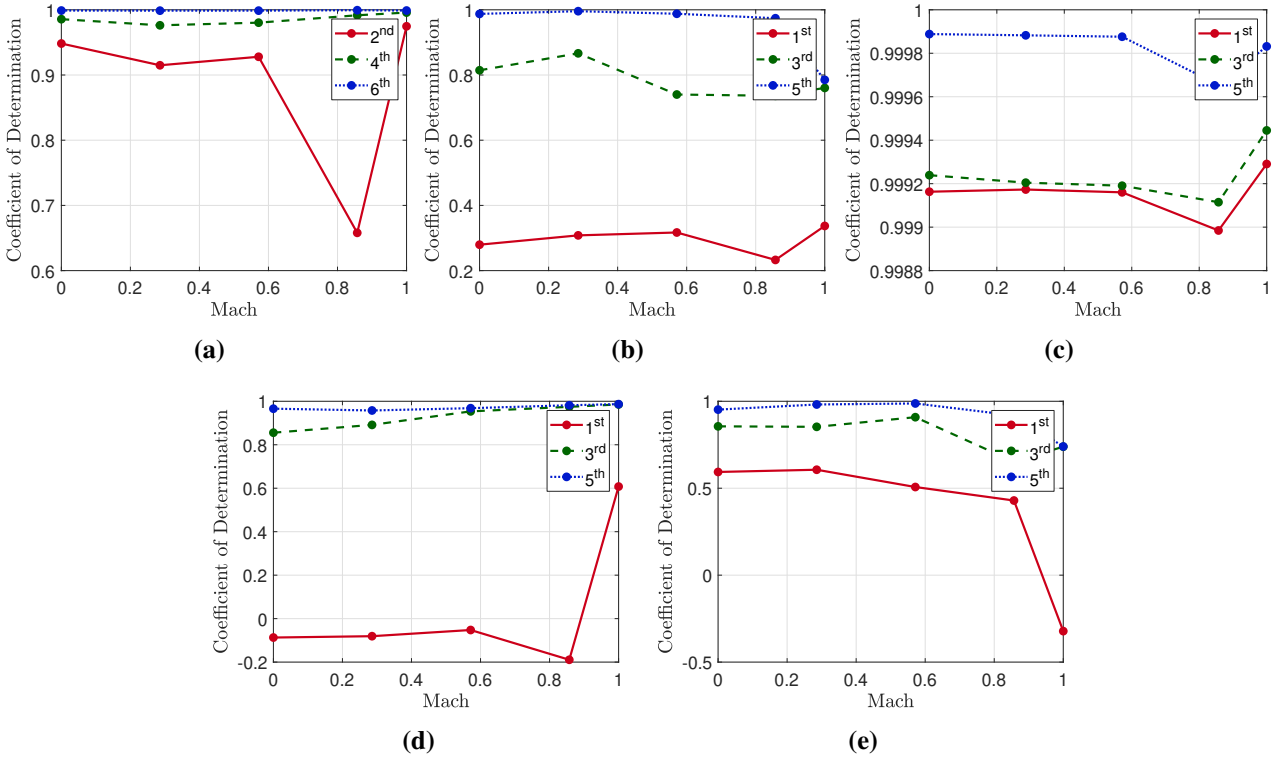 Coefficient of Determination
1
0.9
0.8
0.7
0.6
0 0.2 0.4 0.6 0.8 1
Mach
2nd
4th
6th
(a)
Coefficient of Determination
1
0.8
0.6
0.4
0.2
0 0.2 0.4 0.6 0.8 1
Mach
1st
3rd
5th
(b)
Coefficient of Determination
1
0.9998
0.9996
0.9994
0.9992
0.999
0.9988
0 0.2 0.4 0.6 0.8 1
Mach
1st
3rd
5th
(c)
Coefficient of Determination
1
0.8
0.6
0.4
0.2
0
-0.2
0 0.2 0.4 0.6 0.8 1
Mach
1st
3rd
5th
(d)
Coefficient of Determination
1
0.5
0
-0.5
0 0.2 0.4 0.6 0.8 1
Mach
1st
3rd
5th
(e)